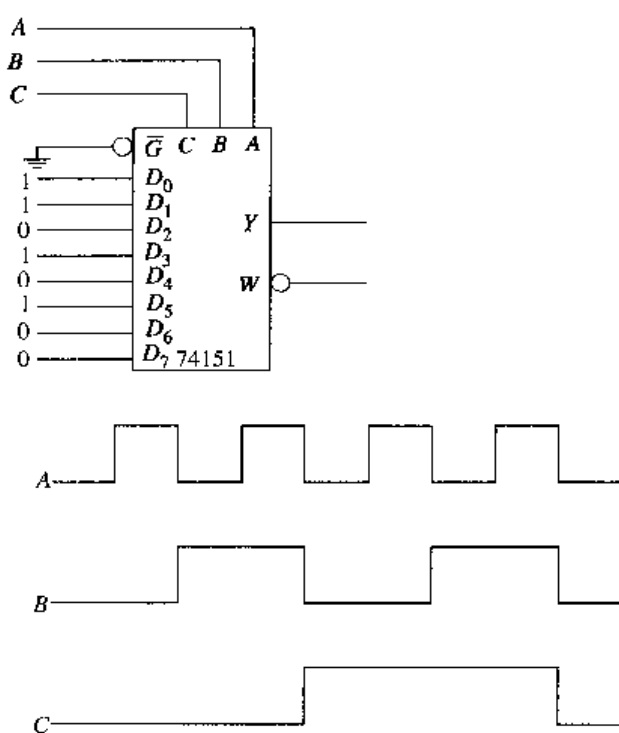 A
B
C
G̅ C B A
1 D₀
1 D₁
0 D₂ Y
1 D₃
0 D₄ W
1 D₅
0 D₆
0 D₇ 74151
A
B
C